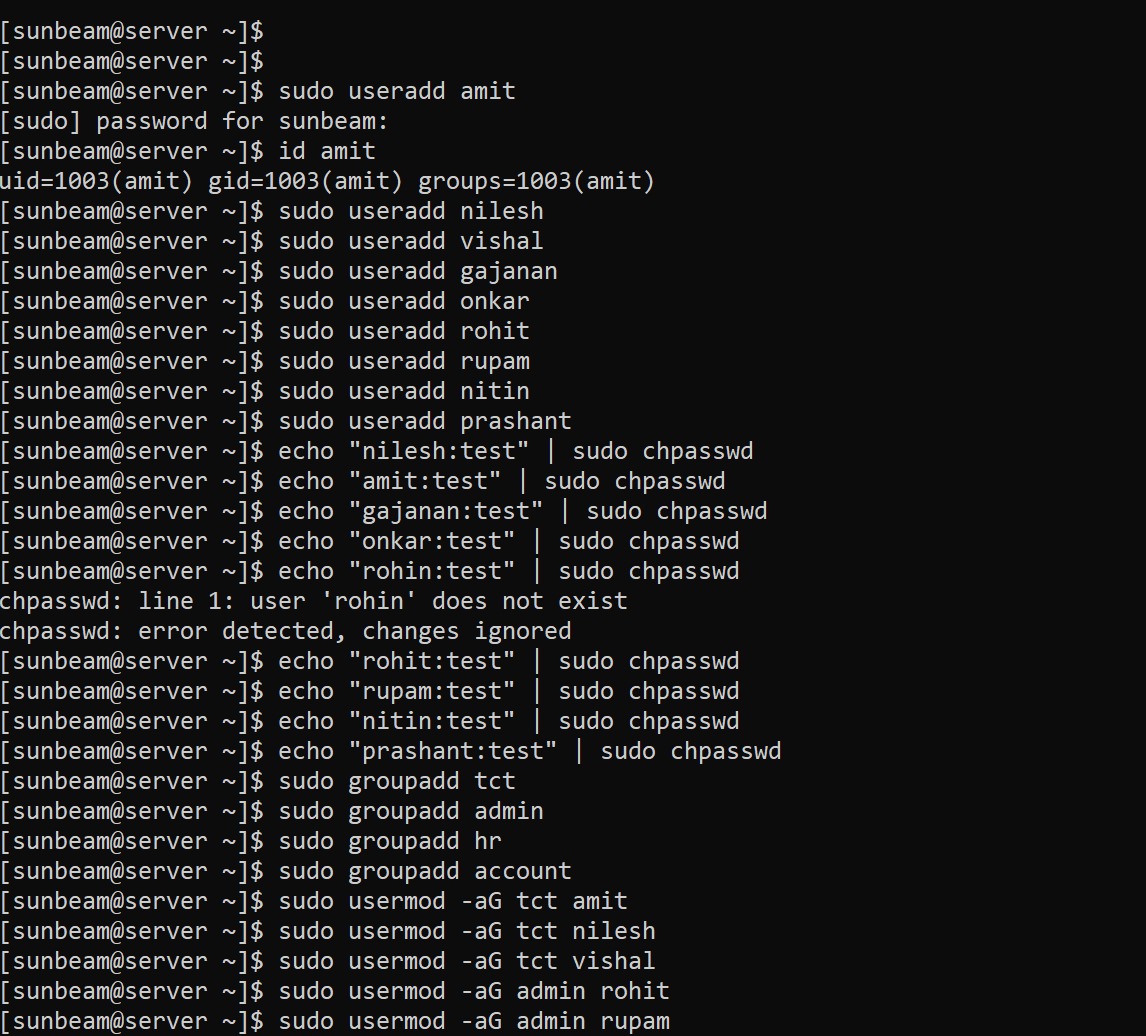 [sunbeam@server ~]$
[sunbeam@server ~]$
[sunbeam@server ~]$ sudo useradd amit
[sudo] password for sunbeam:
[sunbeam@server ~]$ id amit
uid=1003(amit) gid=1003(amit) groups=1003(amit)
[sunbeam@server ~]$ sudo useradd nilesh
[sunbeam@server ~]$ sudo useradd vishal
[sunbeam@server ~]$ sudo useradd gajanan
[sunbeam@server ~]$ sudo useradd onkar
[sunbeam@server ~]$ sudo useradd rohit
[sunbeam@server ~]$ sudo useradd rupam
[sunbeam@server ~]$ sudo useradd nitin
[sunbeam@server ~]$ sudo useradd prashant
[sunbeam@server ~]$ echo "nilesh:test" | sudo chpasswd
[sunbeam@server ~]$ echo "amit:test" | sudo chpasswd
[sunbeam@server ~]$ echo "gajanan:test" | sudo chpasswd
[sunbeam@server ~]$ echo "onkar:test" | sudo chpasswd
[sunbeam@server ~]$ echo "rohin:test" | sudo chpasswd
chpasswd: line 1: user 'rohin' does not exist
chpasswd: error detected, changes ignored
[sunbeam@server ~]$ echo "rohit:test" | sudo chpasswd
[sunbeam@server ~]$ echo "rupam:test" | sudo chpasswd
[sunbeam@server ~]$ echo "nitin:test" | sudo chpasswd
[sunbeam@server ~]$ echo "prashant:test" | sudo chpasswd
[sunbeam@server ~]$ sudo groupadd tct
[sunbeam@server ~]$ sudo groupadd admin
[sunbeam@server ~]$ sudo groupadd hr
[sunbeam@server ~]$ sudo groupadd account
[sunbeam@server ~]$ sudo usermod -aG tct amit
[sunbeam@server ~]$ sudo usermod -aG tct nilesh
[sunbeam@server ~]$ sudo usermod -aG tct vishal
[sunbeam@server ~]$ sudo usermod -aG admin rohit
[sunbeam@server ~]$ sudo usermod -aG admin rupam